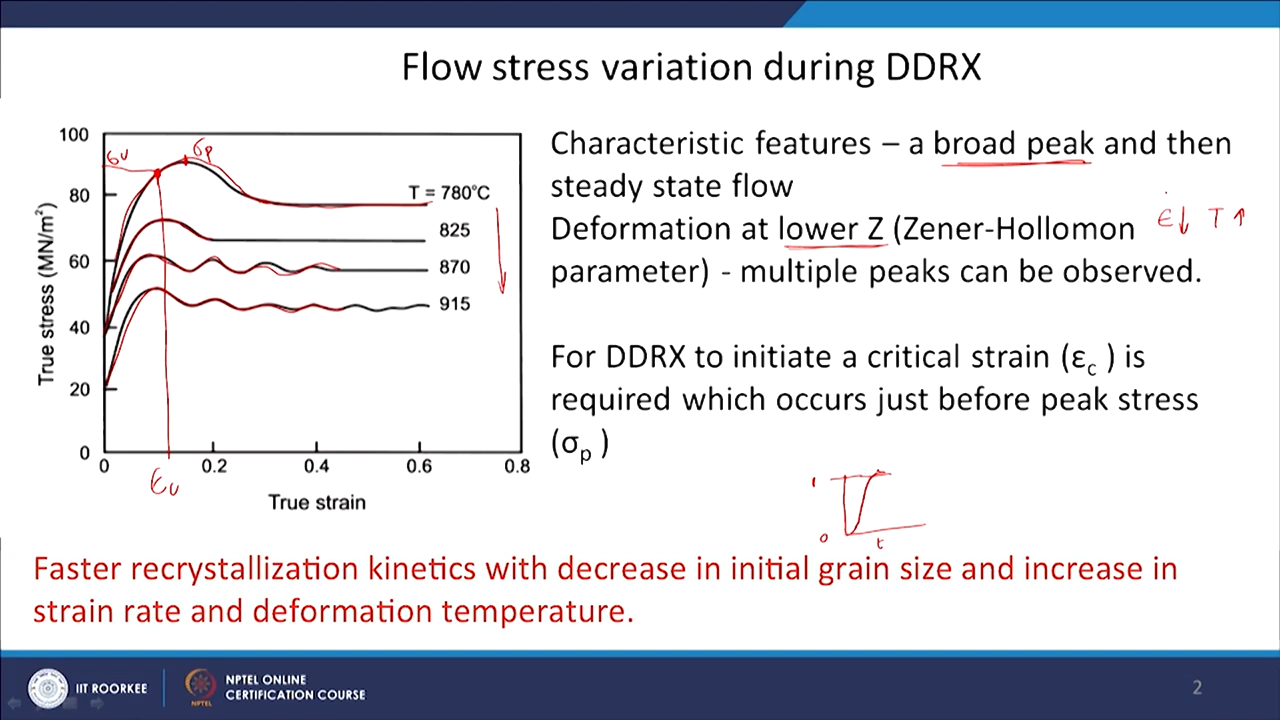 Flow stress variation during DDRX
100
80
60
40
20
0
0 0.2 0.4 0.6 0.8
True stress (MN/m²)
True strain
T = 780°C
825
870
915
σp
Characteristic features – a broad peak and then
steady state flow
Deformation at lower Z (Zener-Hollomon
parameter) - multiple peaks can be observed.
ε↓ T↑
For DDRX to initiate a critical strain (εc ) is
required which occurs just before peak stress
(σp )
0
t
Faster recrystallization kinetics with decrease in initial grain size and increase in
strain rate and deformation temperature.
IIT ROORKEE
NPTEL
NPTEL ONLINE
CERTIFICATION COURSE
2